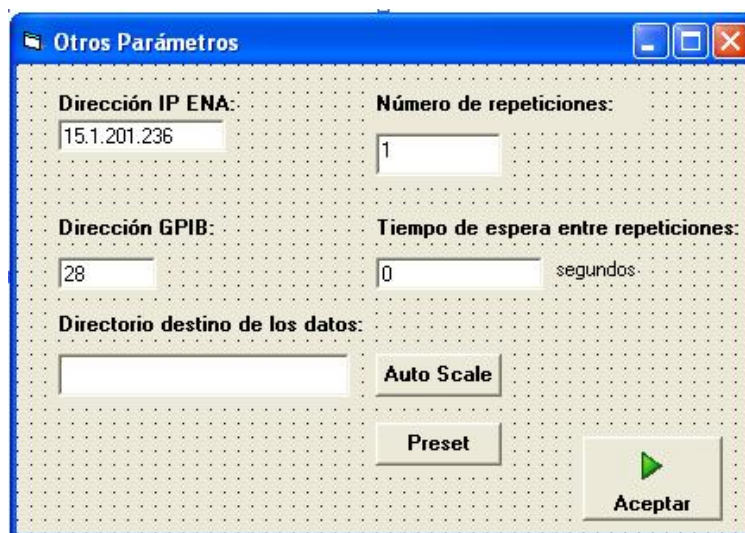 Otros Parámetros
Dirección IP ENA:
15.1.201.236
Número de repeticiones:
1
Dirección GPIB:
28
Tiempo de espera entre repeticiones:
0 segundos
Directorio destino de los datos:
Auto Scale
Preset
Aceptar